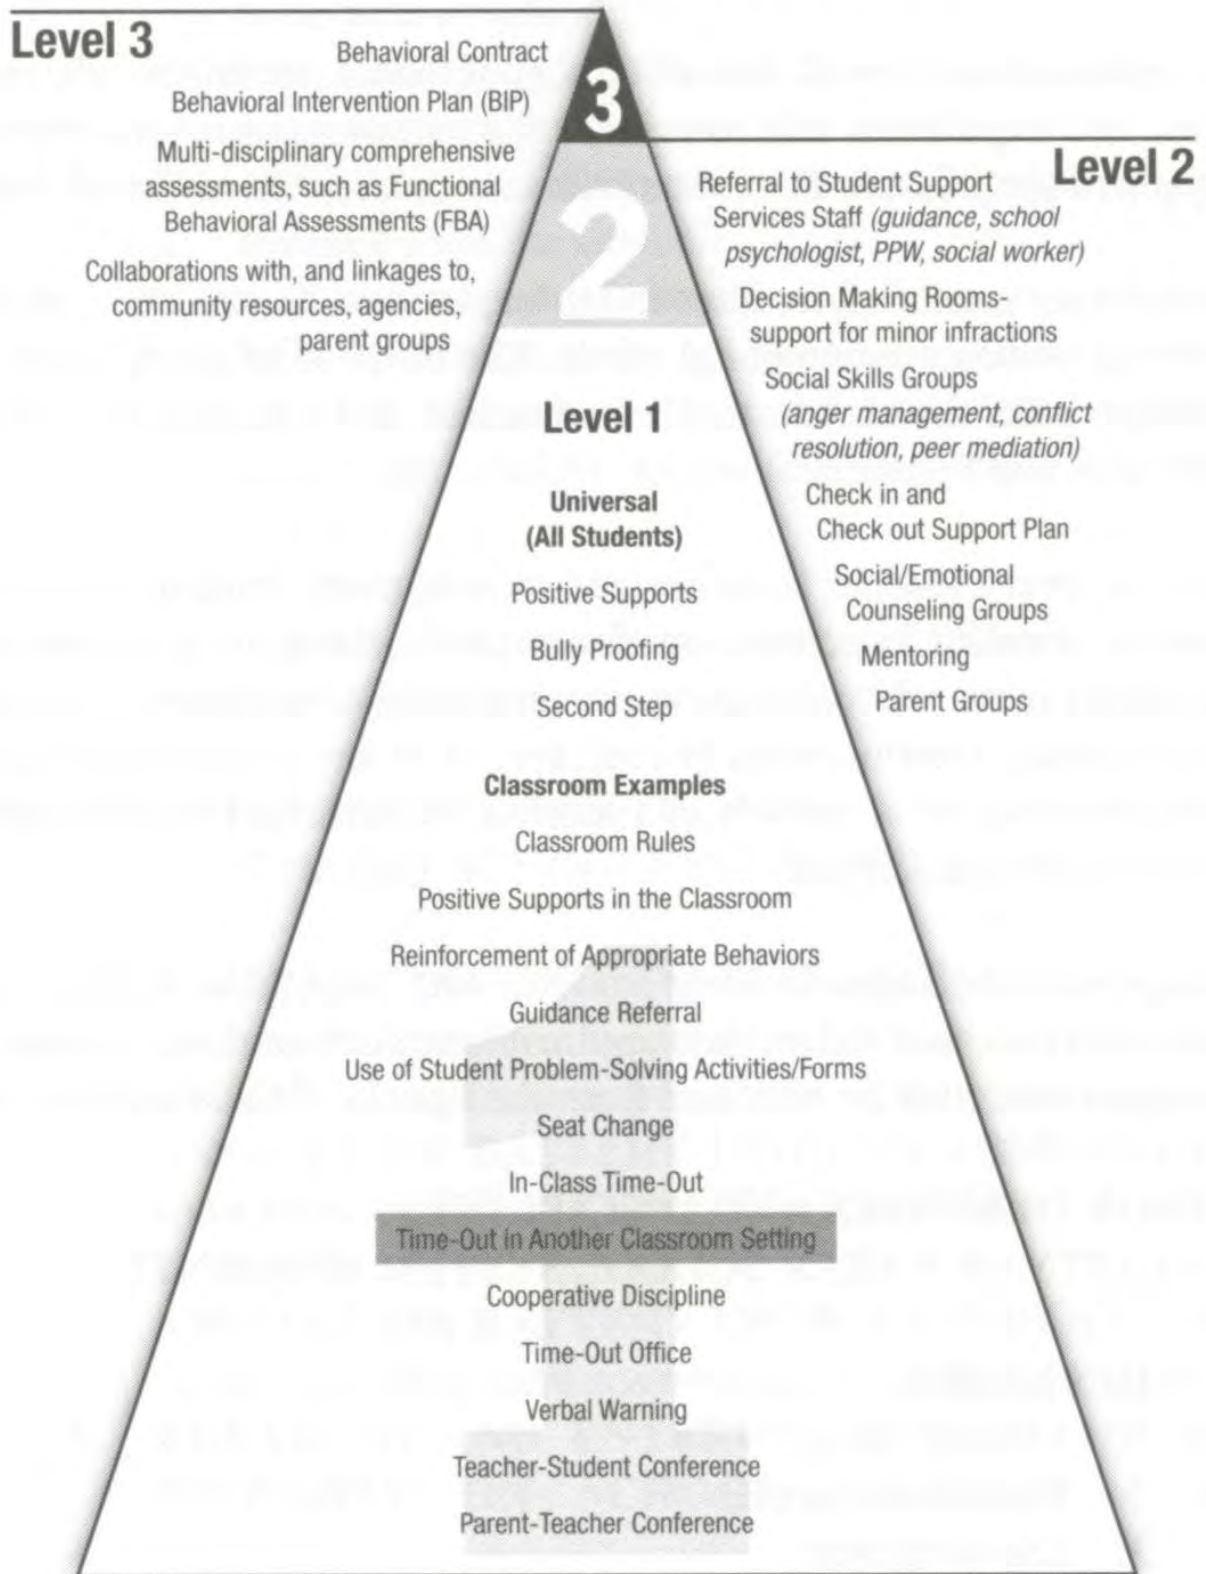 Level 3
Behavioral Contract
Behavioral Intervention Plan (BIP)
Multi-disciplinary comprehensive
assessments, such as Functional
Behavioral Assessments (FBA)
Collaborations with, and linkages to,
community resources, agencies,
parent groups
3
2
Level 2
Referral to Student Support
Services Staff (guidance, school
psychologist, PPW, social worker)
Decision Making Rooms-
support for minor infractions
Social Skills Groups
(anger management, conflict
resolution, peer mediation)
Check in and
Check out Support Plan
Social/Emotional
Counseling Groups
Mentoring
Parent Groups
Level 1
Universal
(All Students)
Positive Supports
Bully Proofing
Second Step
Classroom Examples
Classroom Rules
Positive Supports in the Classroom
Reinforcement of Appropriate Behaviors
Guidance Referral
Use of Student Problem-Solving Activities/Forms
Seat Change
In-Class Time-Out
Time-Out in Another Classroom Setting
Cooperative Discipline
Time-Out Office
Verbal Warning
Teacher-Student Conference
Parent-Teacher Conference
1